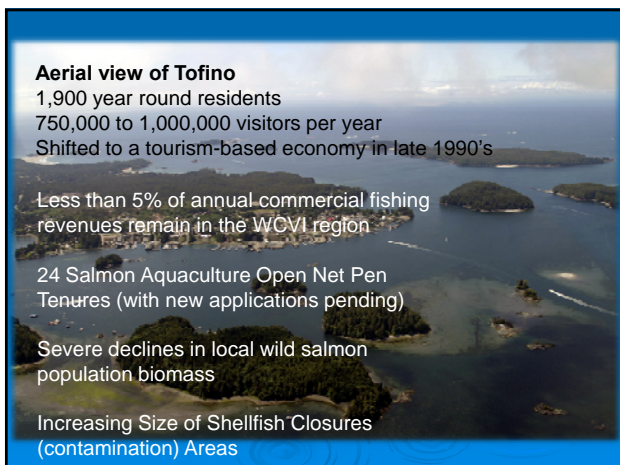 Aerial view of Tofino
1,900 year round residents
750,000 to 1,000,000 visitors per year
Shifted to a tourism-based economy in late 1990's
Less than 5% of annual commercial fishing
revenues remain in the WCVI region
24 Salmon Aquaculture Open Net Pen
Tenures (with new applications pending)
Severe declines in local wild salmon
population biomass
Increasing Size of Shellfish Closures
(contamination) Areas